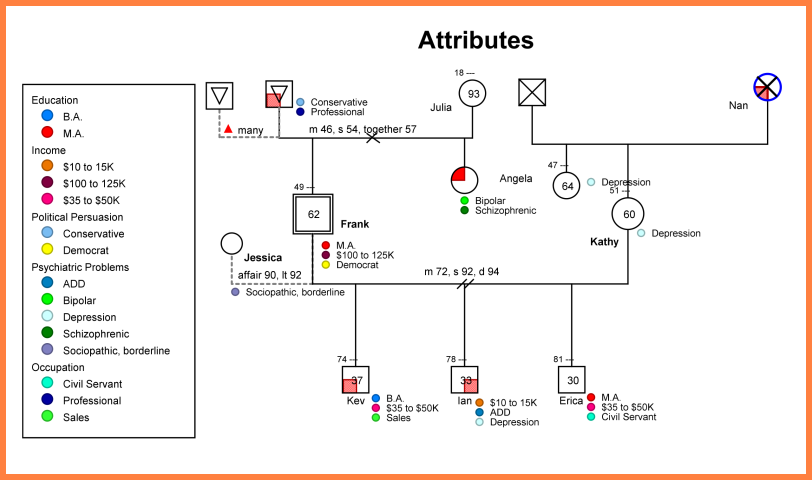 Attributes
Education
B.A.
M.A.
Income
$10 to 15K
$100 to 125K
$35 to $50K
Political Persuasion
Conservative
Democrat
Psychiatric Problems
ADD
Bipolar
Depression
Schizophrenic
Sociopathic, borderline
Occupation
Civil Servant
Professional
Sales
Conservative
Professional
many
18
93
Julia
m 46, s 54, together 57
Nan
Angela
Bipolar
Schizophrenic
47
64
Depression
51
60
Kathy
Depression
49
62
Frank
M.A.
$100 to 125K
Democrat
Jessica
affair 90, lt 92
Sociopathic, borderline
m 72, s 92, d 94
74
37
Kev
B.A.
$35 to $50K
Sales
78
33
Ian
$10 to 15K
ADD
Depression
81
30
Erica
M.A.
$35 to $50K
Civil Servant